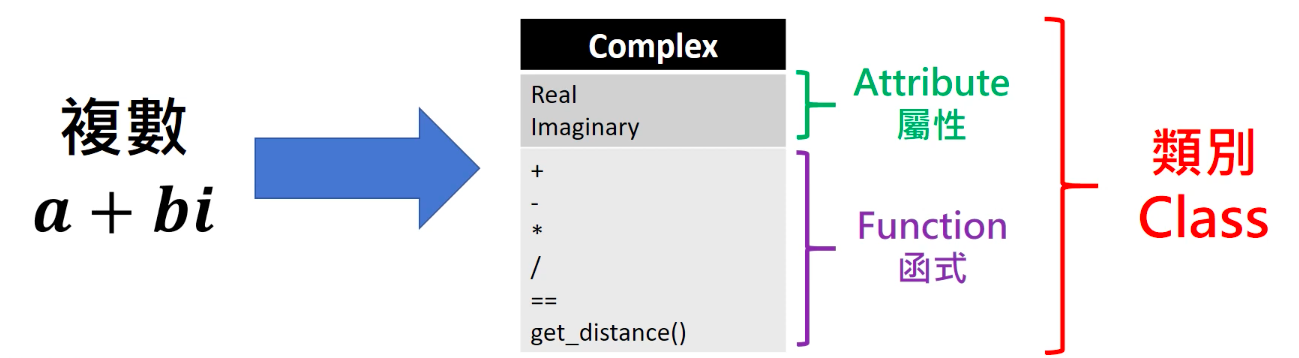 複數
a + bi
Complex
Real
Imaginary
+
-
*
/
==
get_distance()
Attribute
屬性
Function
函式
類別
Class